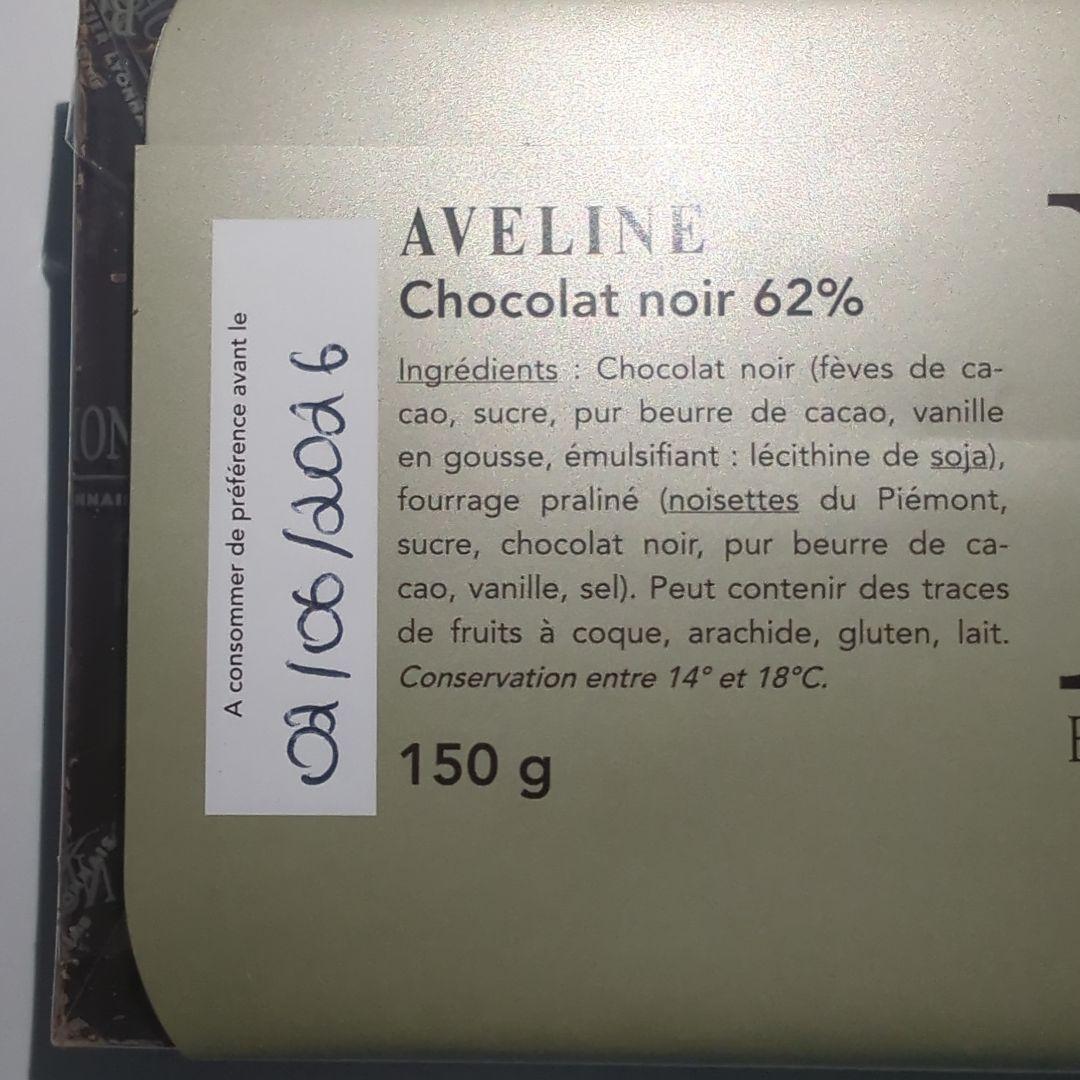 AVELINE
Chocolat noir 62%
Ingrédients : Chocolat noir (fèves de ca-
cao, sucre, pur beurre de cacao, vanille
en gousse, émulsifiant : lécithine de soja),
fourrage praliné (noisettes du Piémont,
sucre, chocolat noir, pur beurre de ca-
cao, vanille, sel). Peut contenir des traces
de fruits à coque, arachide, gluten, lait.
Conservation entre 14° et 18°C.
150 g
A consommer de préférence avant le
02/06/2026